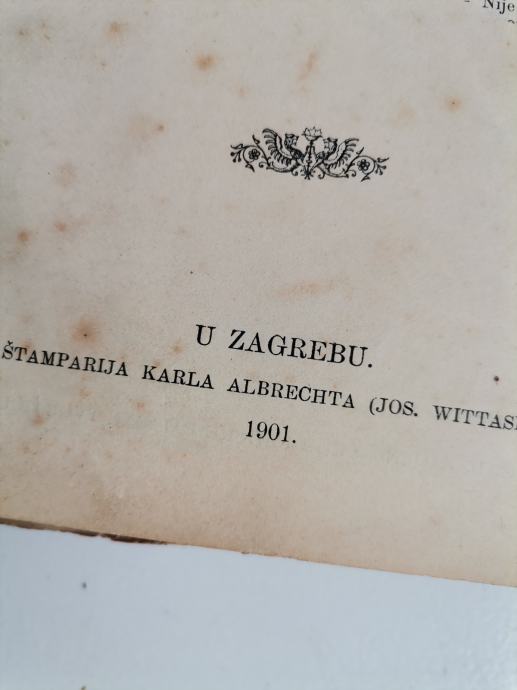 Nije
U ZAGREBU.
ŠTAMPARIJA KARLA ALBRECHTA (JOS. WITTAS
1901.